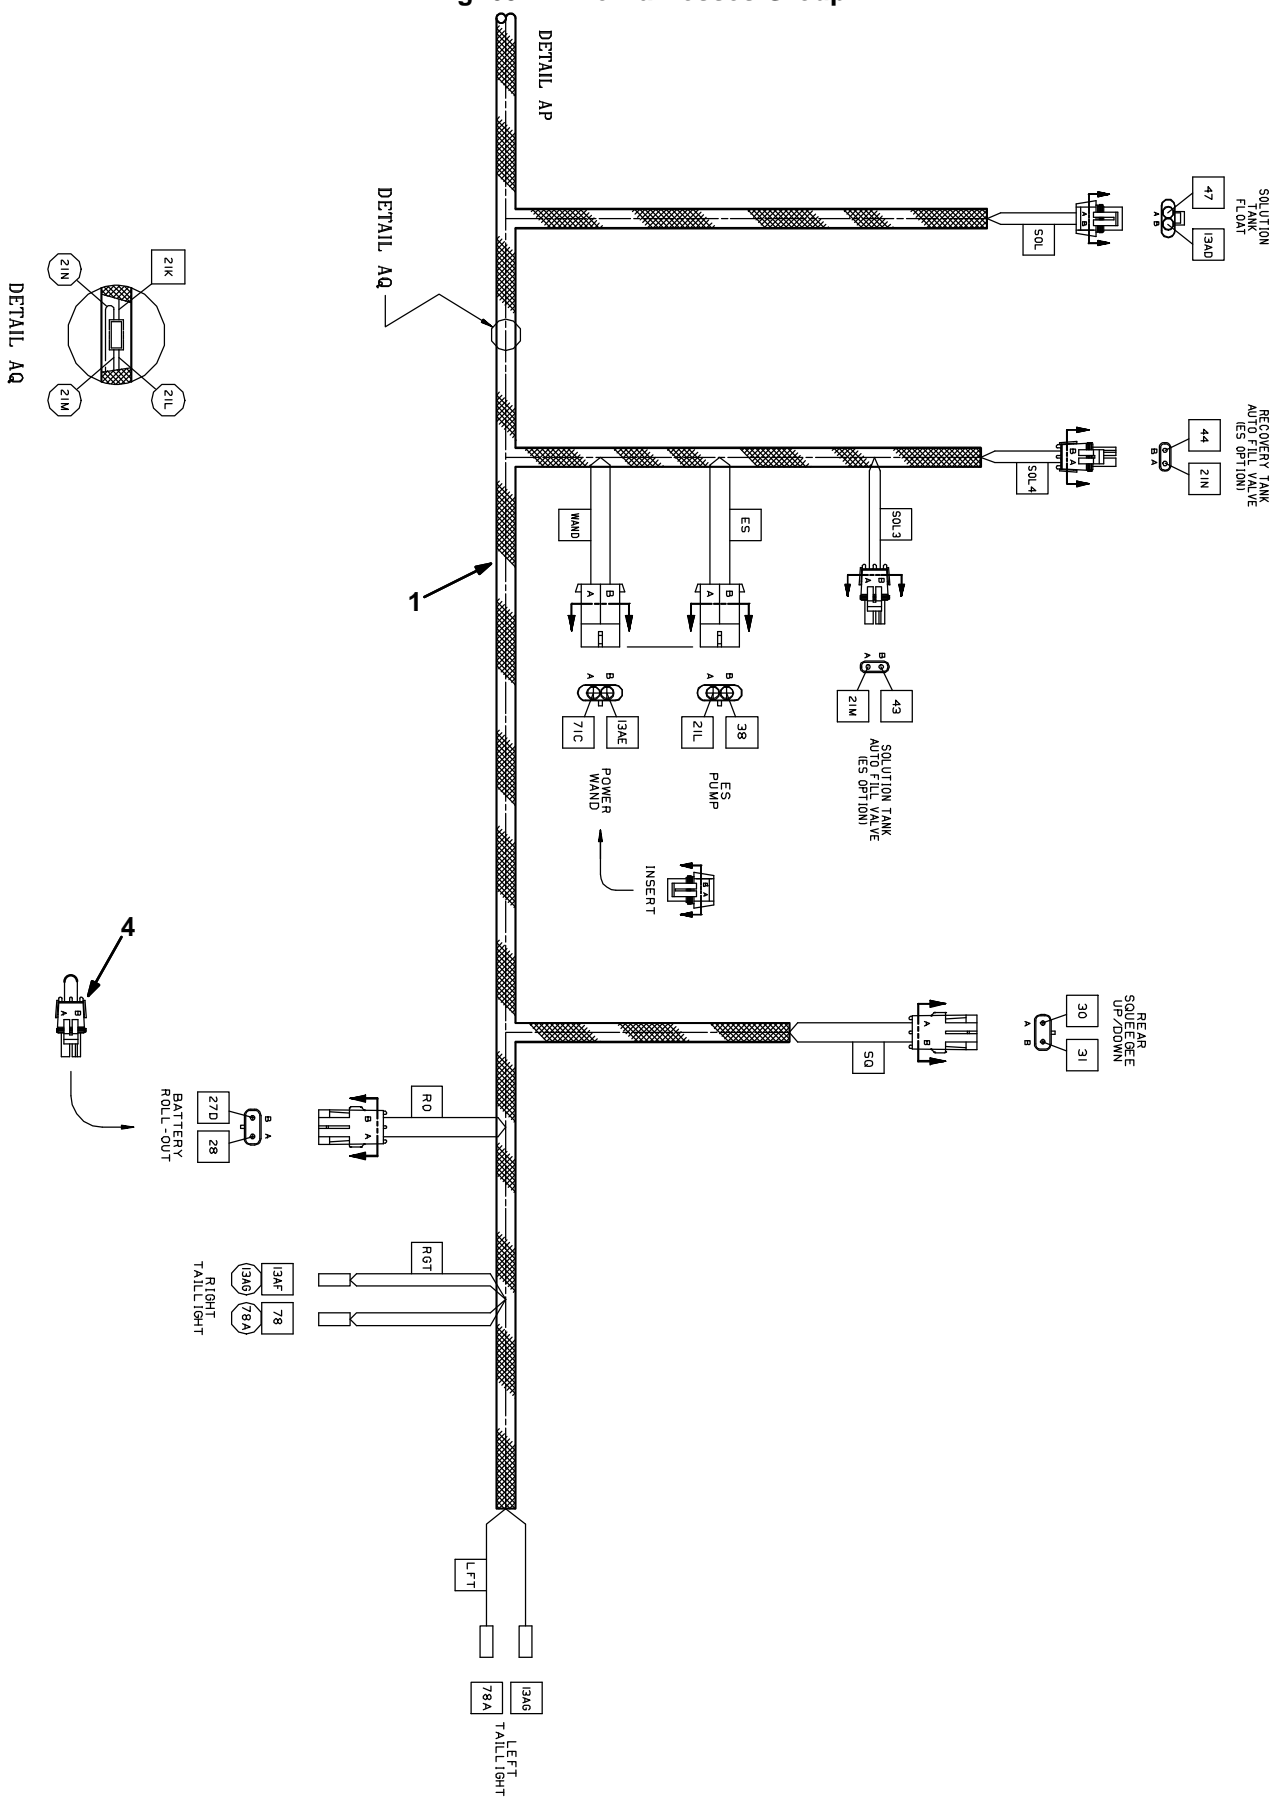 DETAIL AP
SOLUTION
TANK
FLOAT
47
13AD
A
B
SOL
A
B
DETAIL AQ
21K
21N
21M
21L
DETAIL AQ
RECOVERY TANK
AUTO FILL VALVE
(ES OPTION)
44
21N
B
A
SOL4
B
A
WAND
ES
SOL3
A
B
A
B
A
B
1
A
B
A
B
A
B
71C
13AE
21L
38
21M
43
POWER
WAND
ES
PUMP
SOLUTION TANK
AUTO FILL VALVE
(ES OPTION)
INSERT
B
A
4
A
B
REAR
SQUEEGEE
UP/DOWN
30
31
A
B
SQ
A
B
RO
B
A
B
A
27D
28
BATTERY
ROLL-OUT
RGT
13AF
13AG
78
78A
RIGHT
TAILLIGHT
LFT
13AG
78A
LEFT
TAILLIGHT